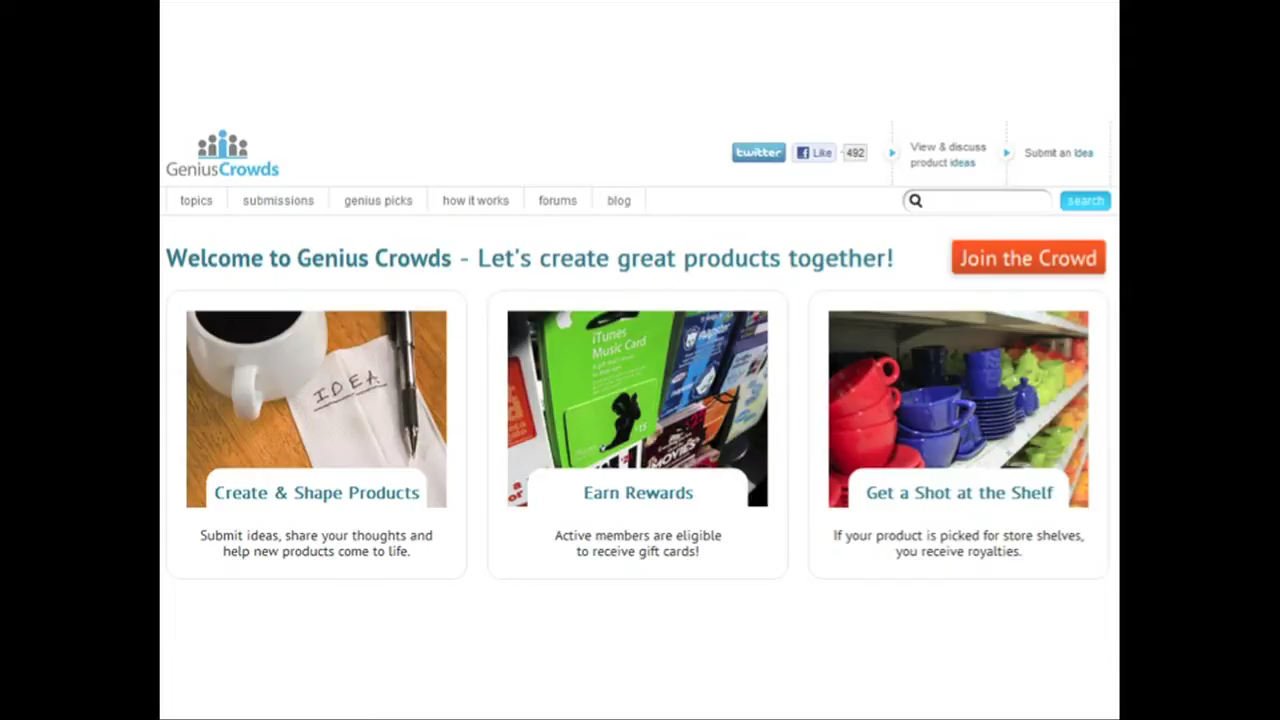 GeniusCrowds
twitter
Like
492
View & discuss
product ideas
Submit an idea
topics
submissions
genius picks
how it works
forums
blog
search
Welcome to Genius Crowds - Let's create great products together!
Join the Crowd
IDEA
iTunes
Music Card
Napster
MOVIES
$15
Create & Shape Products
Earn Rewards
Get a Shot at the Shelf
Submit ideas, share your thoughts and
help new products come to life.
Active members are eligible
to receive gift cards!
If your product is picked for store shelves,
you receive royalties.